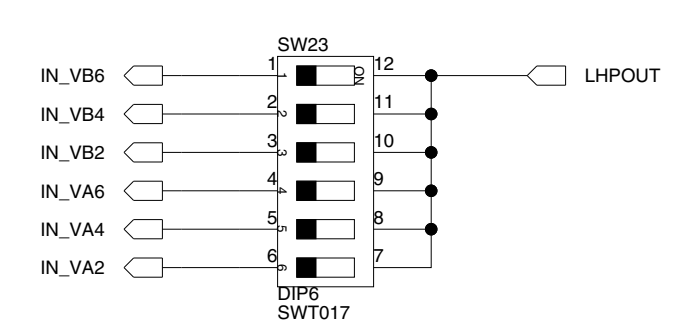 SW23
IN_VB6 1 1 ON 12 LHPOUT
IN_VB4 2 2 11
IN_VB2 3 3 10
IN_VA6 4 4 9
IN_VA4 5 5 8
IN_VA2 6 6 7
DIP6
SWT017